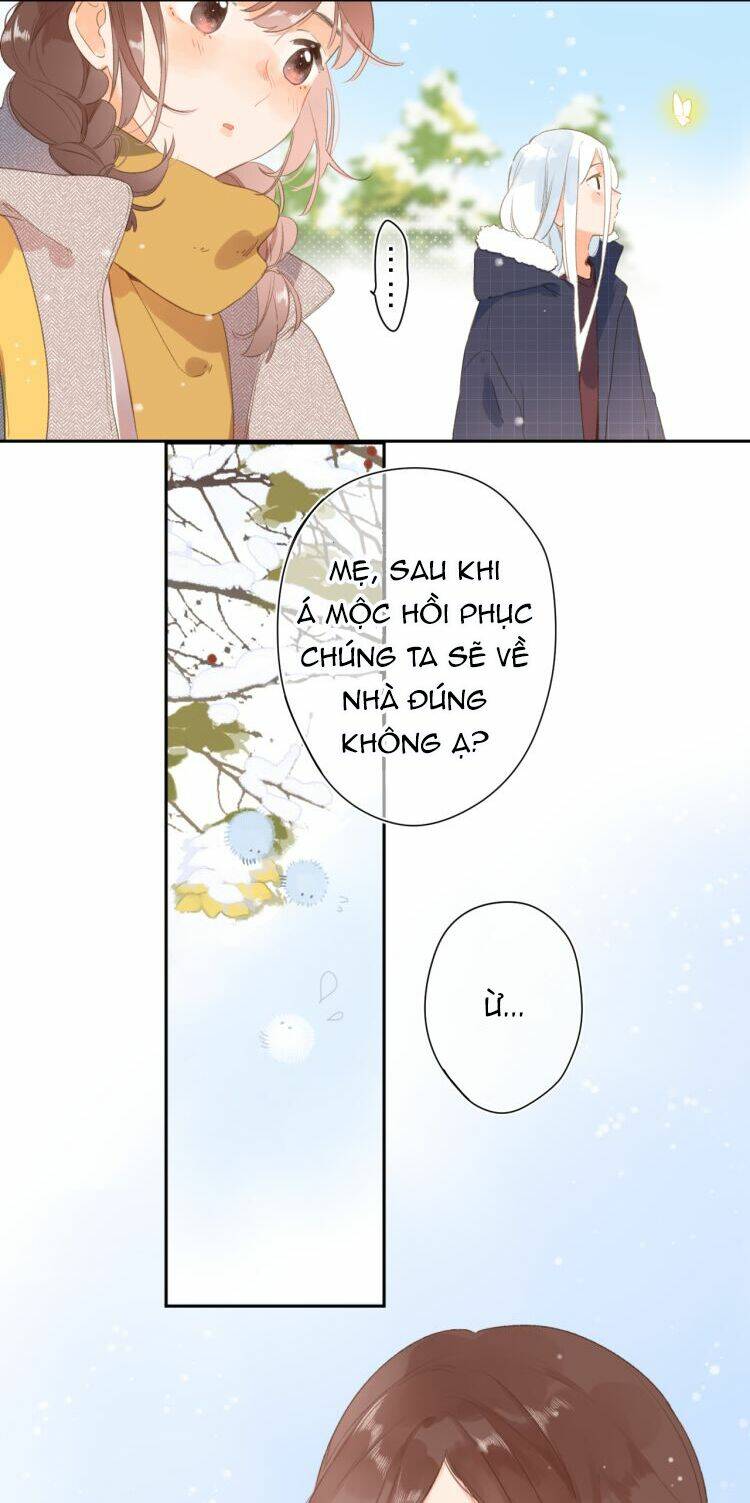 ......
MẸ, SAU KHI
Á MỘC HỒI PHỤC
CHÚNG TA SẼ VỀ
NHÀ ĐÚNG
KHÔNG Ạ?
Ừ...